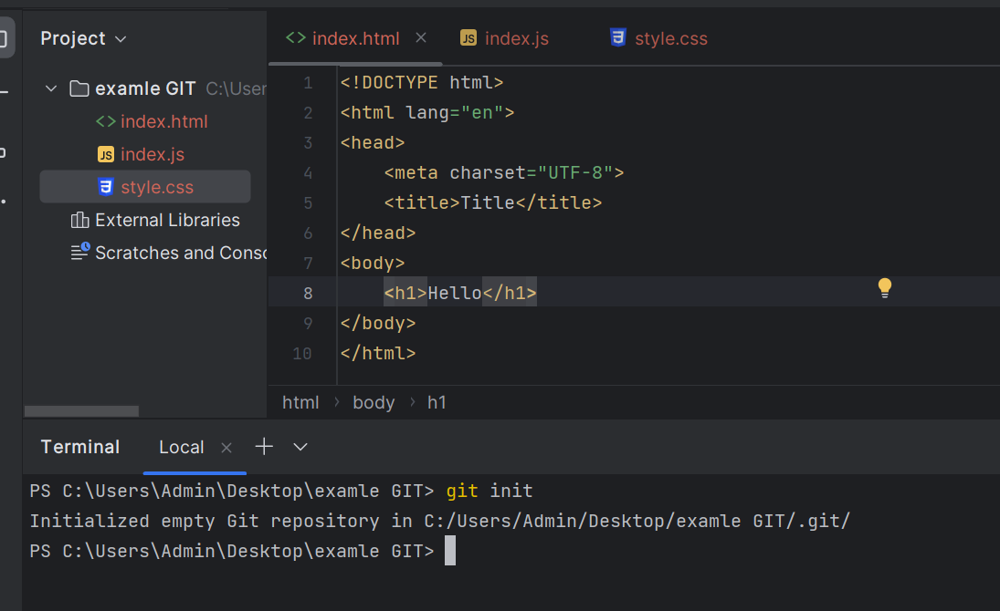 Project
examle GIT C:\User
index.html
JS index.js
style.css
External Libraries
Scratches and Conso
index.html
JS index.js
style.css
1 <!DOCTYPE html>
2 <html lang="en">
3 <head>
4 <meta charset="UTF-8">
5 <title>Title</title>
6 </head>
7 <body>
8 <h1>Hello</h1>
9 </body>
10 </html>
html › body › h1
Terminal Local
PS C:\Users\Admin\Desktop\examle GIT> git init
Initialized empty Git repository in C:/Users/Admin/Desktop/examle GIT/.git/
PS C:\Users\Admin\Desktop\examle GIT>